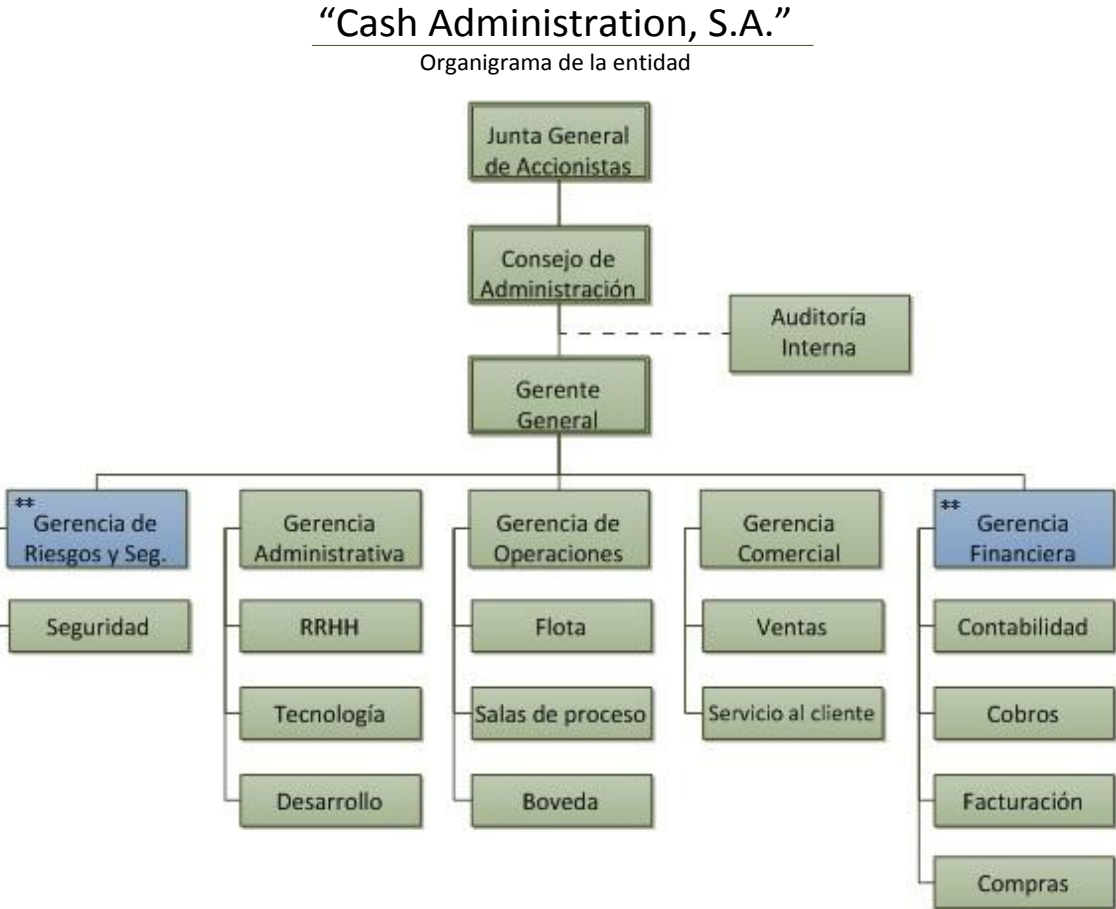 “Cash Administration, S.A.”
Organigrama de la entidad
Junta General
de Accionistas
Consejo de
Administración
Auditoría
Interna
Gerente
General
**
Gerencia de
Riesgos y Seg.
Gerencia
Administrativa
Gerencia de
Operaciones
Gerencia
Comercial
**
Gerencia
Financiera
Seguridad
RRHH
Flota
Ventas
Contabilidad
Tecnología
Salas de proceso
Servicio al cliente
Cobros
Desarrollo
Boveda
Facturación
Compras